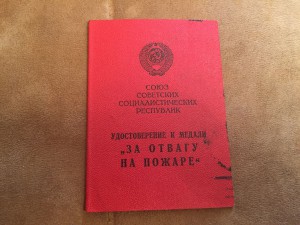 СОЮЗ
СОВЕТСКИХ
СОЦИАЛИСТИЧЕСКИХ
РЕСПУБЛИК
УДОСТОВЕРЕНИЕ К МЕДАЛИ
„ЗА ОТВАГУ
НА ПОЖАРЕ“